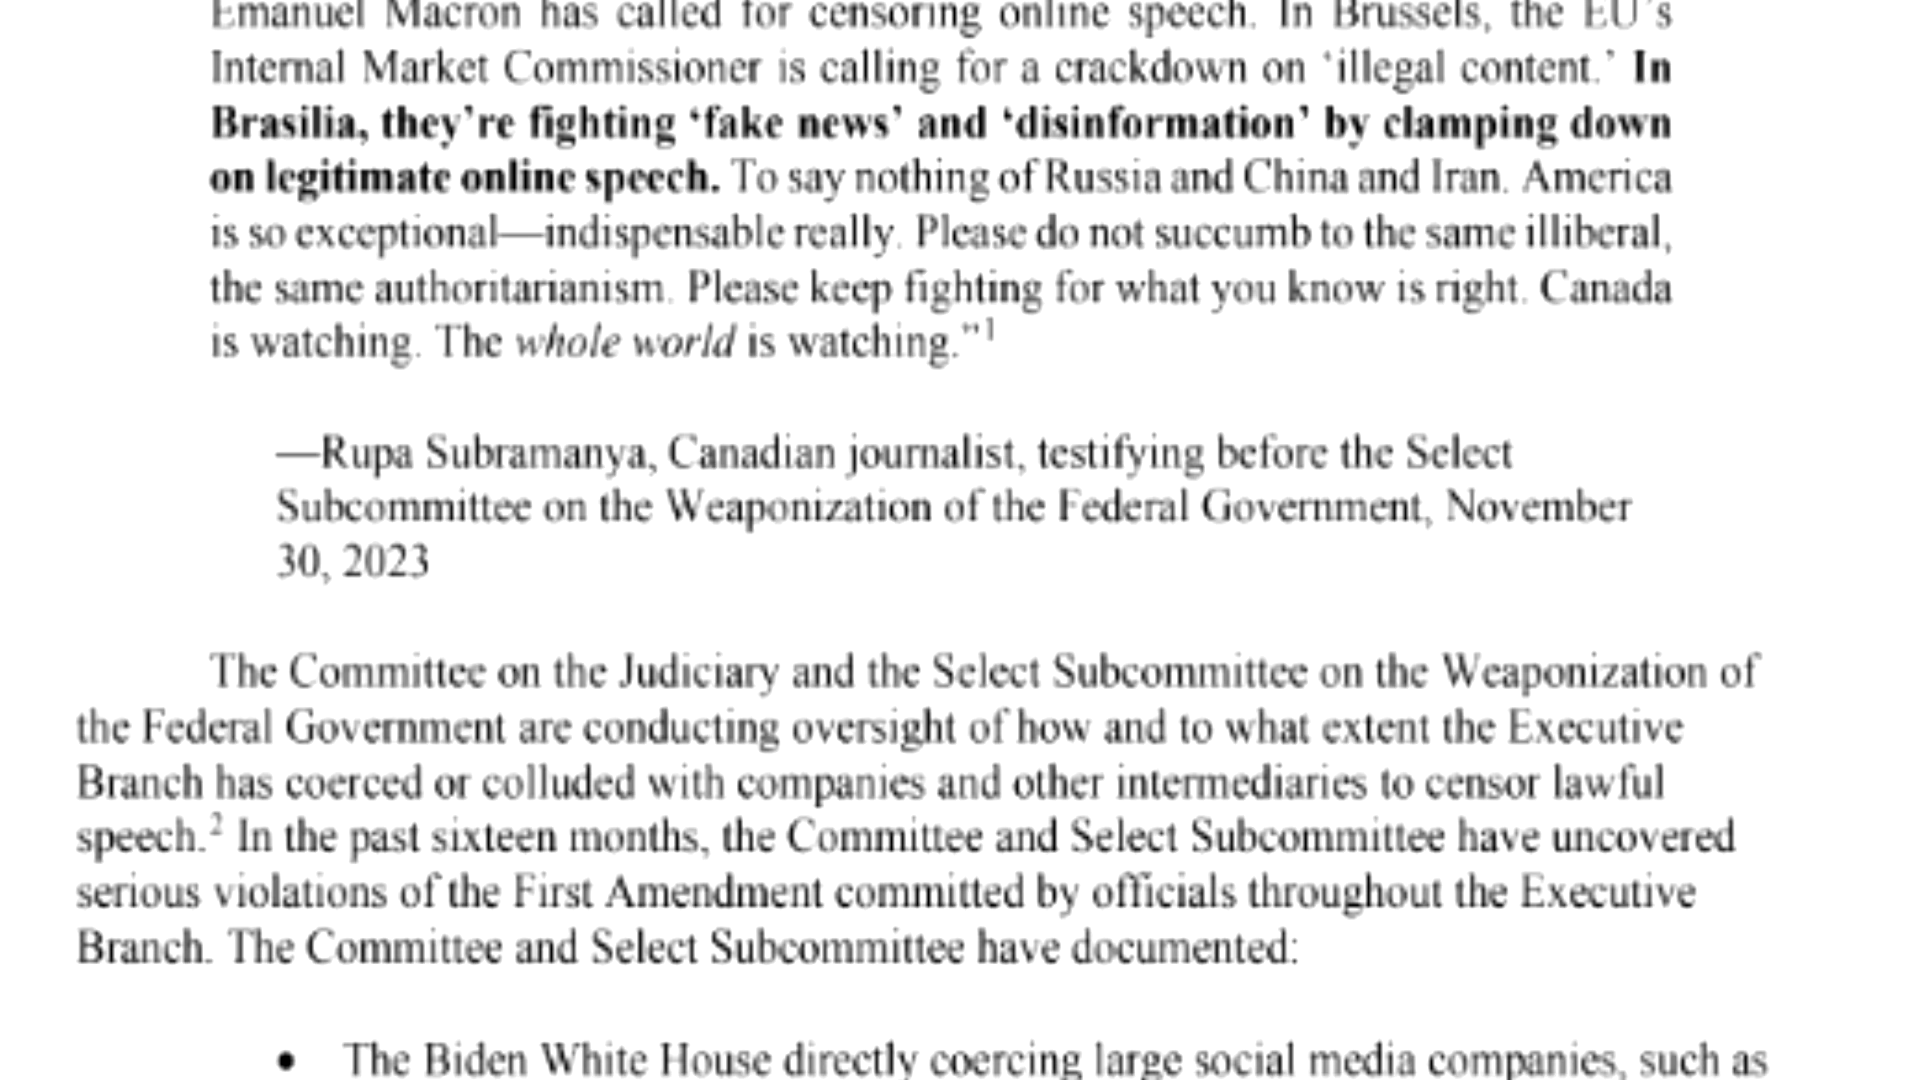 Emanuel Macron has called for censoring online speech. In Brussels, the EU's
Internal Market Commissioner is calling for a crackdown on 'illegal content.' In
Brasilia, they're fighting 'fake news' and 'disinformation' by clamping down
on legitimate online speech. To say nothing of Russia and China and Iran. America
is so exceptional—indispensable really. Please do not succumb to the same illiberal,
the same authoritarianism. Please keep fighting for what you know is right. Canada
is watching. The whole world is watching."1
—Rupa Subramanya, Canadian journalist, testifying before the Select
Subcommittee on the Weaponization of the Federal Government, November
30, 2023
The Committee on the Judiciary and the Select Subcommittee on the Weaponization of
the Federal Government are conducting oversight of how and to what extent the Executive
Branch has coerced or colluded with companies and other intermediaries to censor lawful
speech.2 In the past sixteen months, the Committee and Select Subcommittee have uncovered
serious violations of the First Amendment committed by officials throughout the Executive
Branch. The Committee and Select Subcommittee have documented:
• The Biden White House directly coercing large social media companies, such as